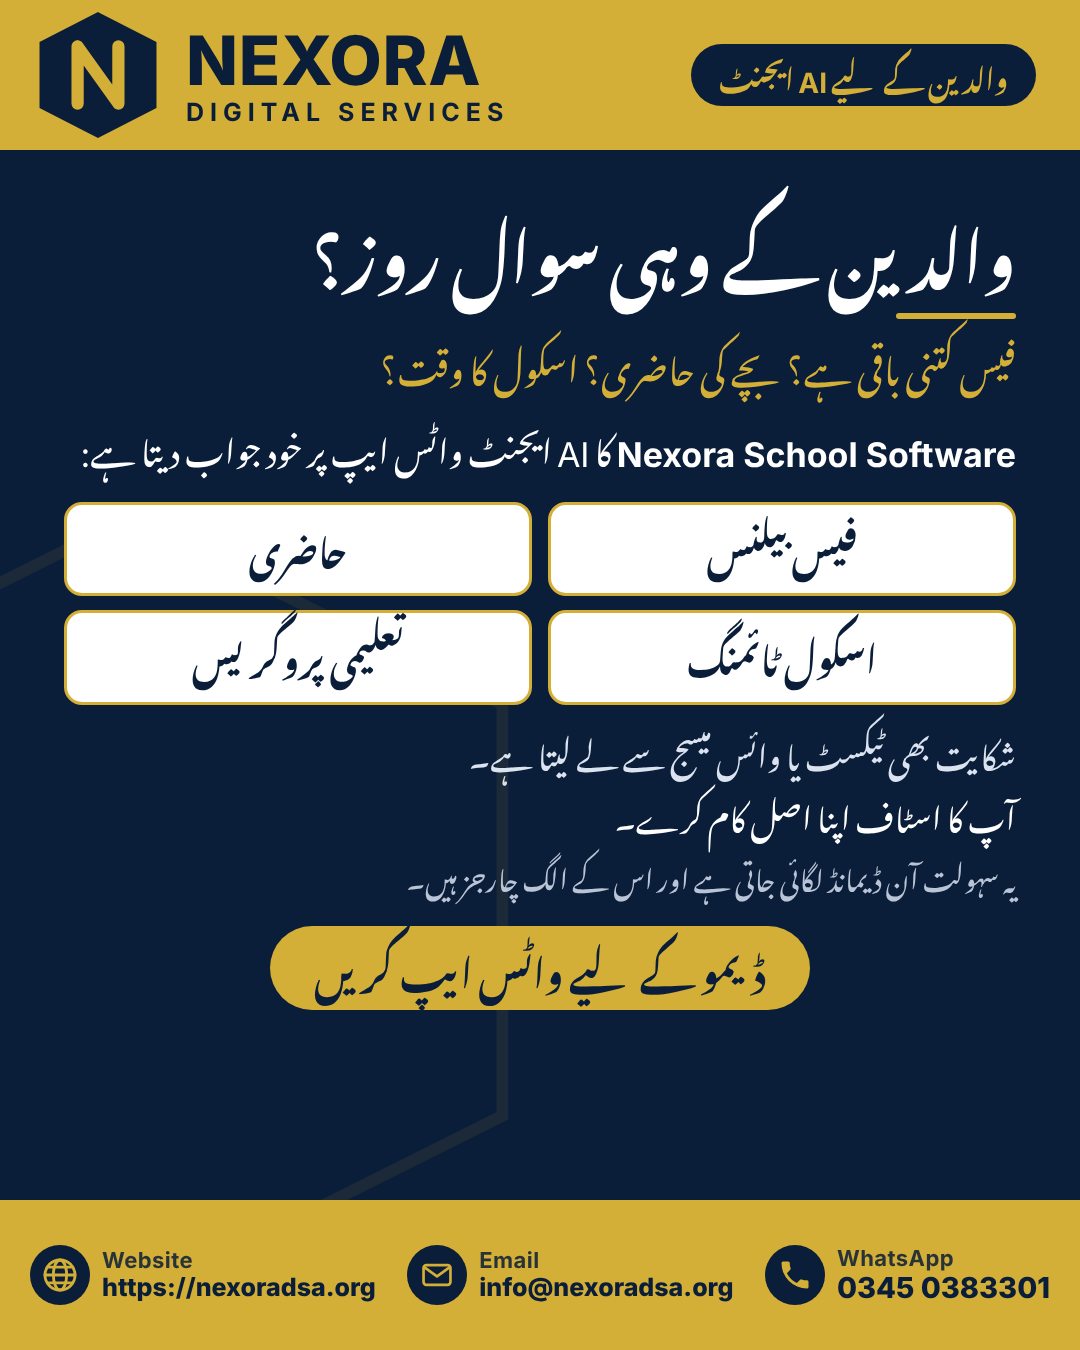 NEXORA
DIGITAL SERVICES
والدین کے لیے AI ایجنٹ
والدین کے وہی سوال روز؟
فیس کتنی باقی ہے؟ بچے کی حاضری؟ اسکول کا وقت؟
Nexora School Software کا AI ایجنٹ واٹس ایپ پر خود جواب دیتا ہے:
فیس بیلنس
حاضری
اسکول ٹائمنگ
تعلیمی پروگریس
شکایت بھی ٹیکسٹ یا وائس میسج سے لے لیتا ہے۔
آپ کا اسٹاف اپنا اصل کام کرے۔
یہ سہولت آن ڈیمانڈ لگائی جاتی ہے اور اس کے الگ چارجز ہیں۔
ڈیمو کے لیے واٹس ایپ کریں
Website
https://nexoradsa.org
Email
info@nexoradsa.org
WhatsApp
0345 0383301